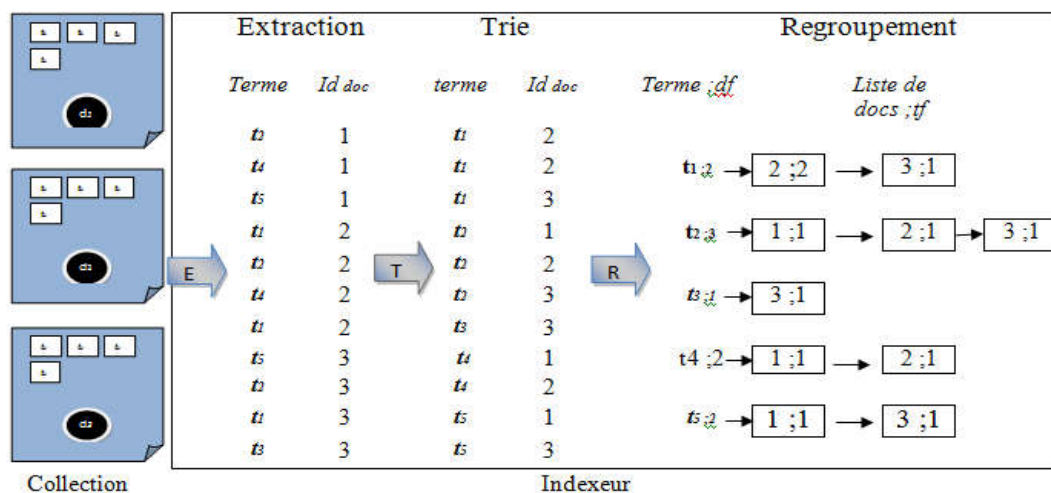 Extraction Trie Regroupement
Terme Id doc terme Id doc Terme ;df Liste de docs ;tf
t2 1 t1 2
t4 1 t1 2
t5 1 t1 3
t1 2 t2 1
t2 2 t2 2
t4 2 t2 3
t1 2 t3 3
t5 3 t4 1
t2 3 t4 2
t1 3 t5 1
t3 3 t5 3
t1 ;2 2 ;2 3 ;1
t2 ;3 1 ;1 2 ;1 3 ;1
t3 ;1 3 ;1
t4 ;2 1 ;1 2 ;1
t5 ;2 1 ;1 3 ;1
E T R
Collection Indexeur